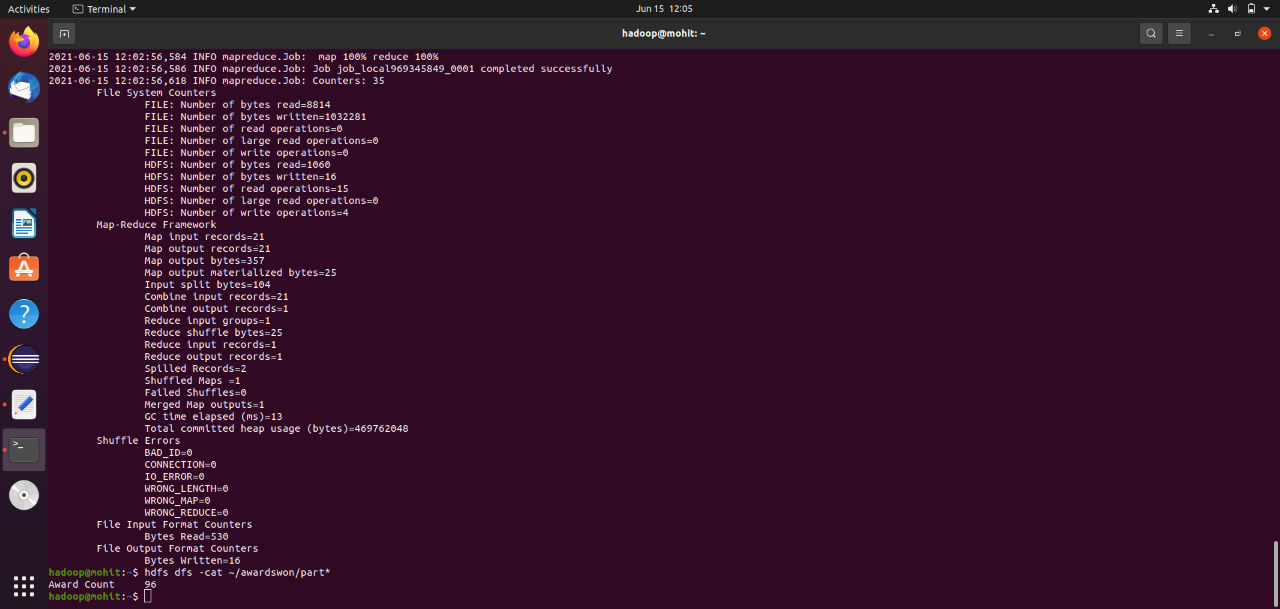 Activities Terminal Jun 15 12:05
hadoop@mohit: ~
2021-06-15 12:02:56,584 INFO mapreduce.Job:  map 100% reduce 100%
2021-06-15 12:02:56,586 INFO mapreduce.Job: Job job_local969345849_0001 completed successfully
2021-06-15 12:02:56,618 INFO mapreduce.Job: Counters: 35
File System Counters
FILE: Number of bytes read=8814
FILE: Number of bytes written=1032281
FILE: Number of read operations=0
FILE: Number of large read operations=0
FILE: Number of write operations=0
HDFS: Number of bytes read=1060
HDFS: Number of bytes written=16
HDFS: Number of read operations=15
HDFS: Number of large read operations=0
HDFS: Number of write operations=4
Map-Reduce Framework
Map input records=21
Map output records=21
Map output bytes=357
Map output materialized bytes=25
Input split bytes=104
Combine input records=21
Combine output records=1
Reduce input groups=1
Reduce shuffle bytes=25
Reduce input records=1
Reduce output records=1
Spilled Records=2
Shuffled Maps =1
Failed Shuffles=0
Merged Map outputs=1
GC time elapsed (ms)=13
Total committed heap usage (bytes)=469762048
Shuffle Errors
BAD_ID=0
CONNECTION=0
IO_ERROR=0
WRONG_LENGTH=0
WRONG_MAP=0
WRONG_REDUCE=0
File Input Format Counters
Bytes Read=530
File Output Format Counters
Bytes Written=16
hadoop@mohit:~$ hdfs dfs -cat ~/awardswon/part*
Award Count     96
hadoop@mohit:~$